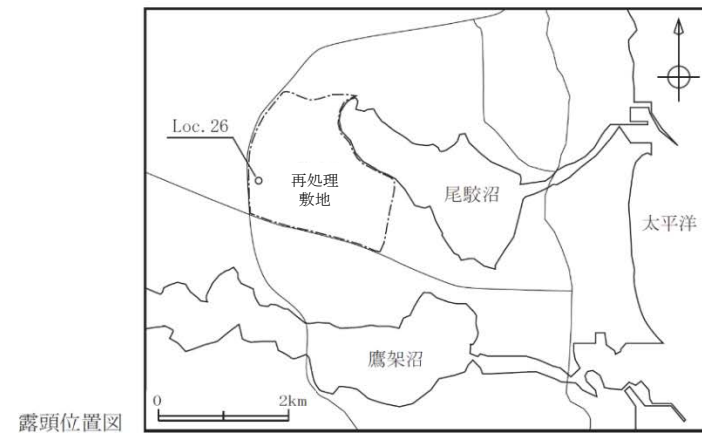 Loc.26
再処理
敷地
尾駮沼
太平洋
鷹架沼
0 2km
露頭位置図